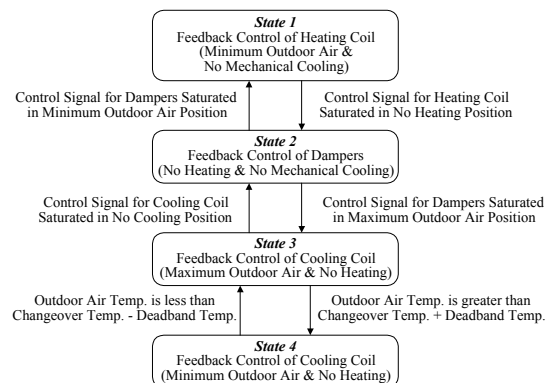 State 1
Feedback Control of Heating Coil
(Minimum Outdoor Air &
No Mechanical Cooling)
Control Signal for Dampers Saturated
in Minimum Outdoor Air Position
Control Signal for Heating Coil
Saturated in No Heating Position
State 2
Feedback Control of Dampers
(No Heating & No Mechanical Cooling)
Control Signal for Cooling Coil
Saturated in No Cooling Position
Control Signal for Dampers Saturated
in Maximum Outdoor Air Position
State 3
Feedback Control of Cooling Coil
(Maximum Outdoor Air & No Heating)
Outdoor Air Temp. is less than
Changeover Temp. - Deadband Temp.
Outdoor Air Temp. is greater than
Changeover Temp. + Deadband Temp.
State 4
Feedback Control of Cooling Coil
(Minimum Outdoor Air & No Heating)